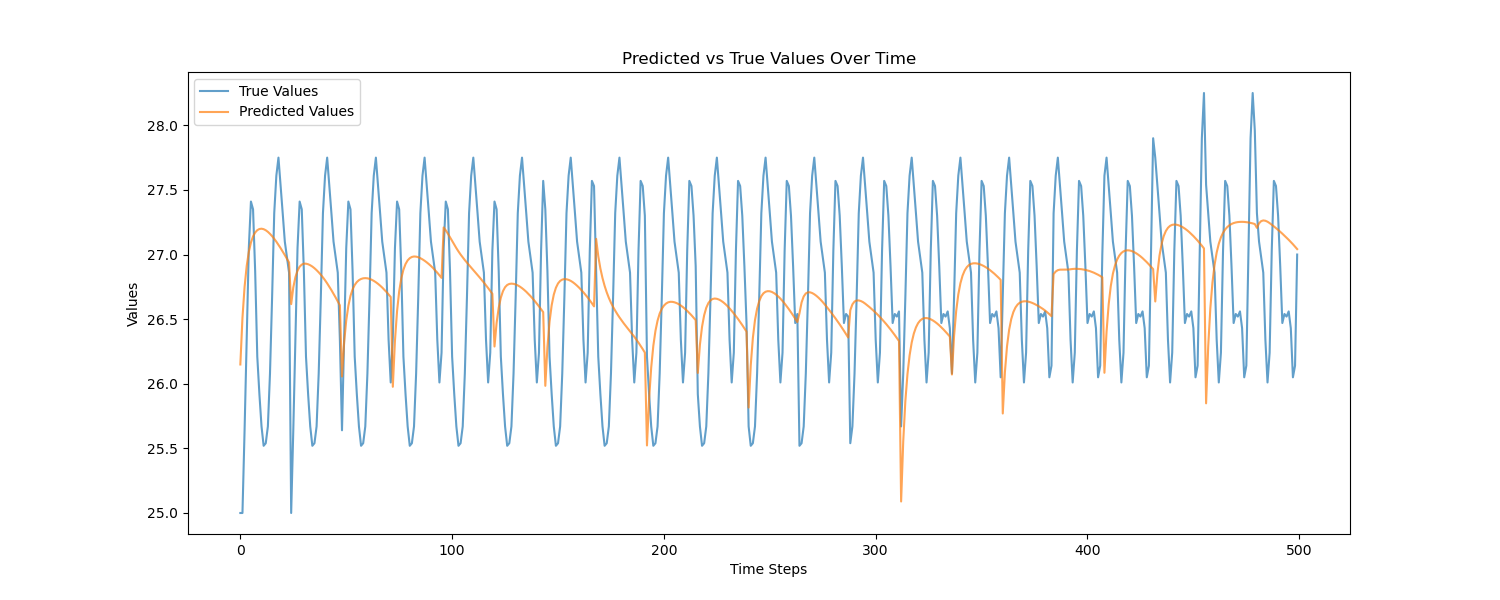 Predicted vs True Values Over Time
True Values
Predicted Values
28.0
27.5
27.0
26.5
26.0
25.5
25.0
Values
0
100
200
300
400
500
Time Steps